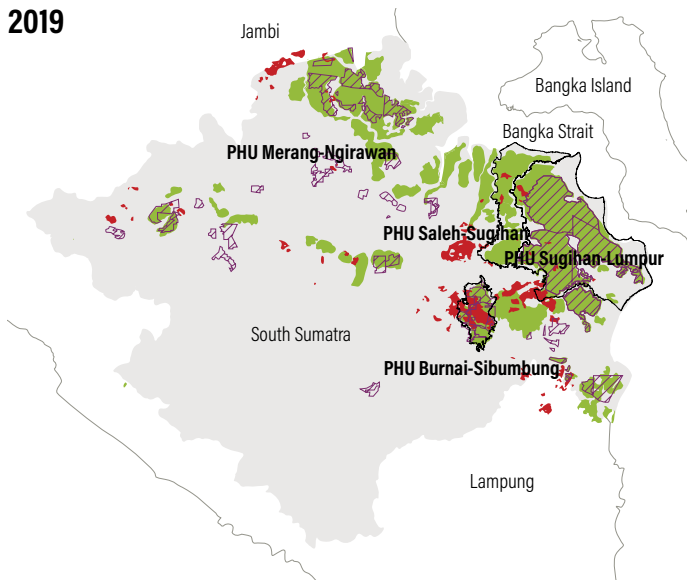 2019
Jambi
Bangka Island
Bangka Strait
PHU Merang-Ngirawan
PHU Saleh-Sugihan
PHU Sugihan-Lumpur
South Sumatra
PHU Burnai-Sibumbung
Lampung